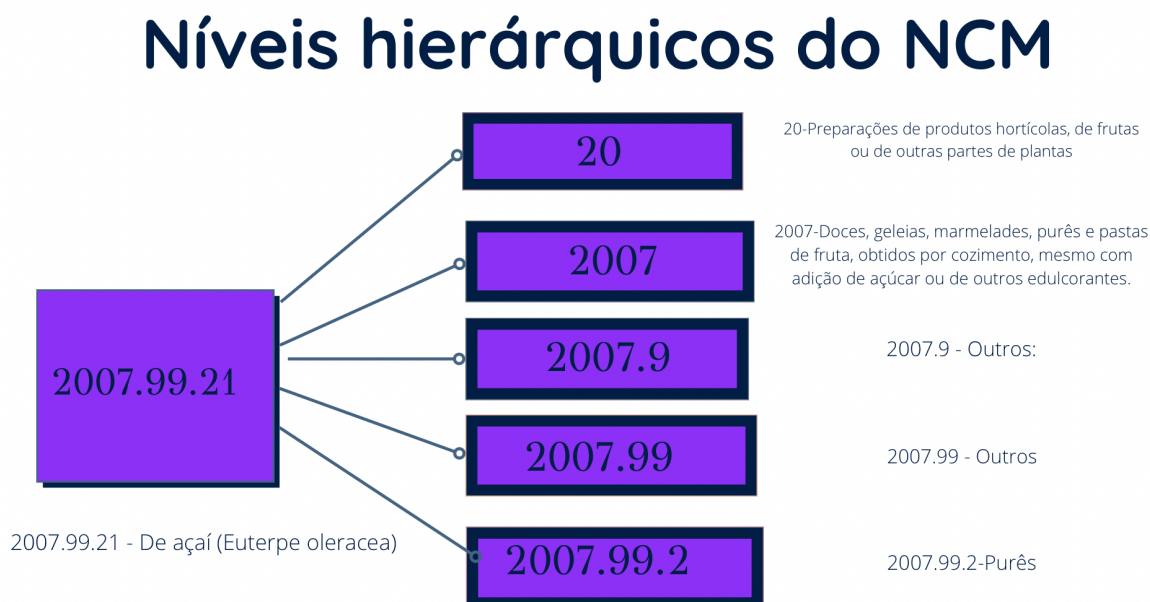 Níveis hierárquicos do NCM
20
20-Preparações de produtos hortícolas, de frutas
ou de outras partes de plantas
2007
2007-Doces, geleias, marmelades, purês e pastas
de fruta, obtidos por cozimento, mesmo com
adição de açúcar ou de outros edulcorantes.
2007.9
2007.9 - Outros:
2007.99.21
2007.99
2007.99 - Outros
2007.99.21 - De açaí (Euterpe oleracea)
2007.99.2
2007.99.2-Purês